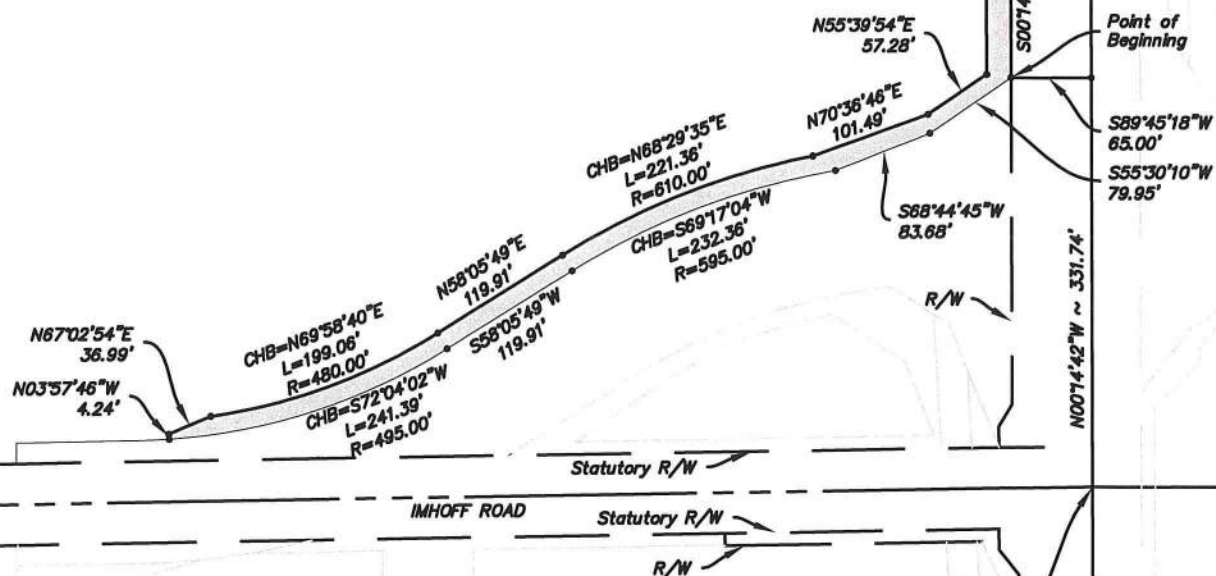 S00°14'
Point of
Beginning
N55°39'54"E
57.28'
N70°36'46"E
101.49'
S89°45'18"W
65.00'
S55°30'10"W
79.95'
CHB=N68°29'35"E
L=221.36'
R=610.00'
S68°44'45"W
83.68'
CHB=S69°17'04"W
L=232.36'
R=595.00'
N58°05'49"E
119.91'
S58°05'49"W
119.91'
R/W
N00°14'42"W ~ 331.74'
N67°02'54"E
36.99'
CHB=N69°58'40"E
L=199.06'
R=480.00'
N03°57'46"W
4.24'
CHB=S72°04'02"W
L=241.39'
R=495.00'
Statutory R/W
IMHOFF ROAD
Statutory R/W
R/W